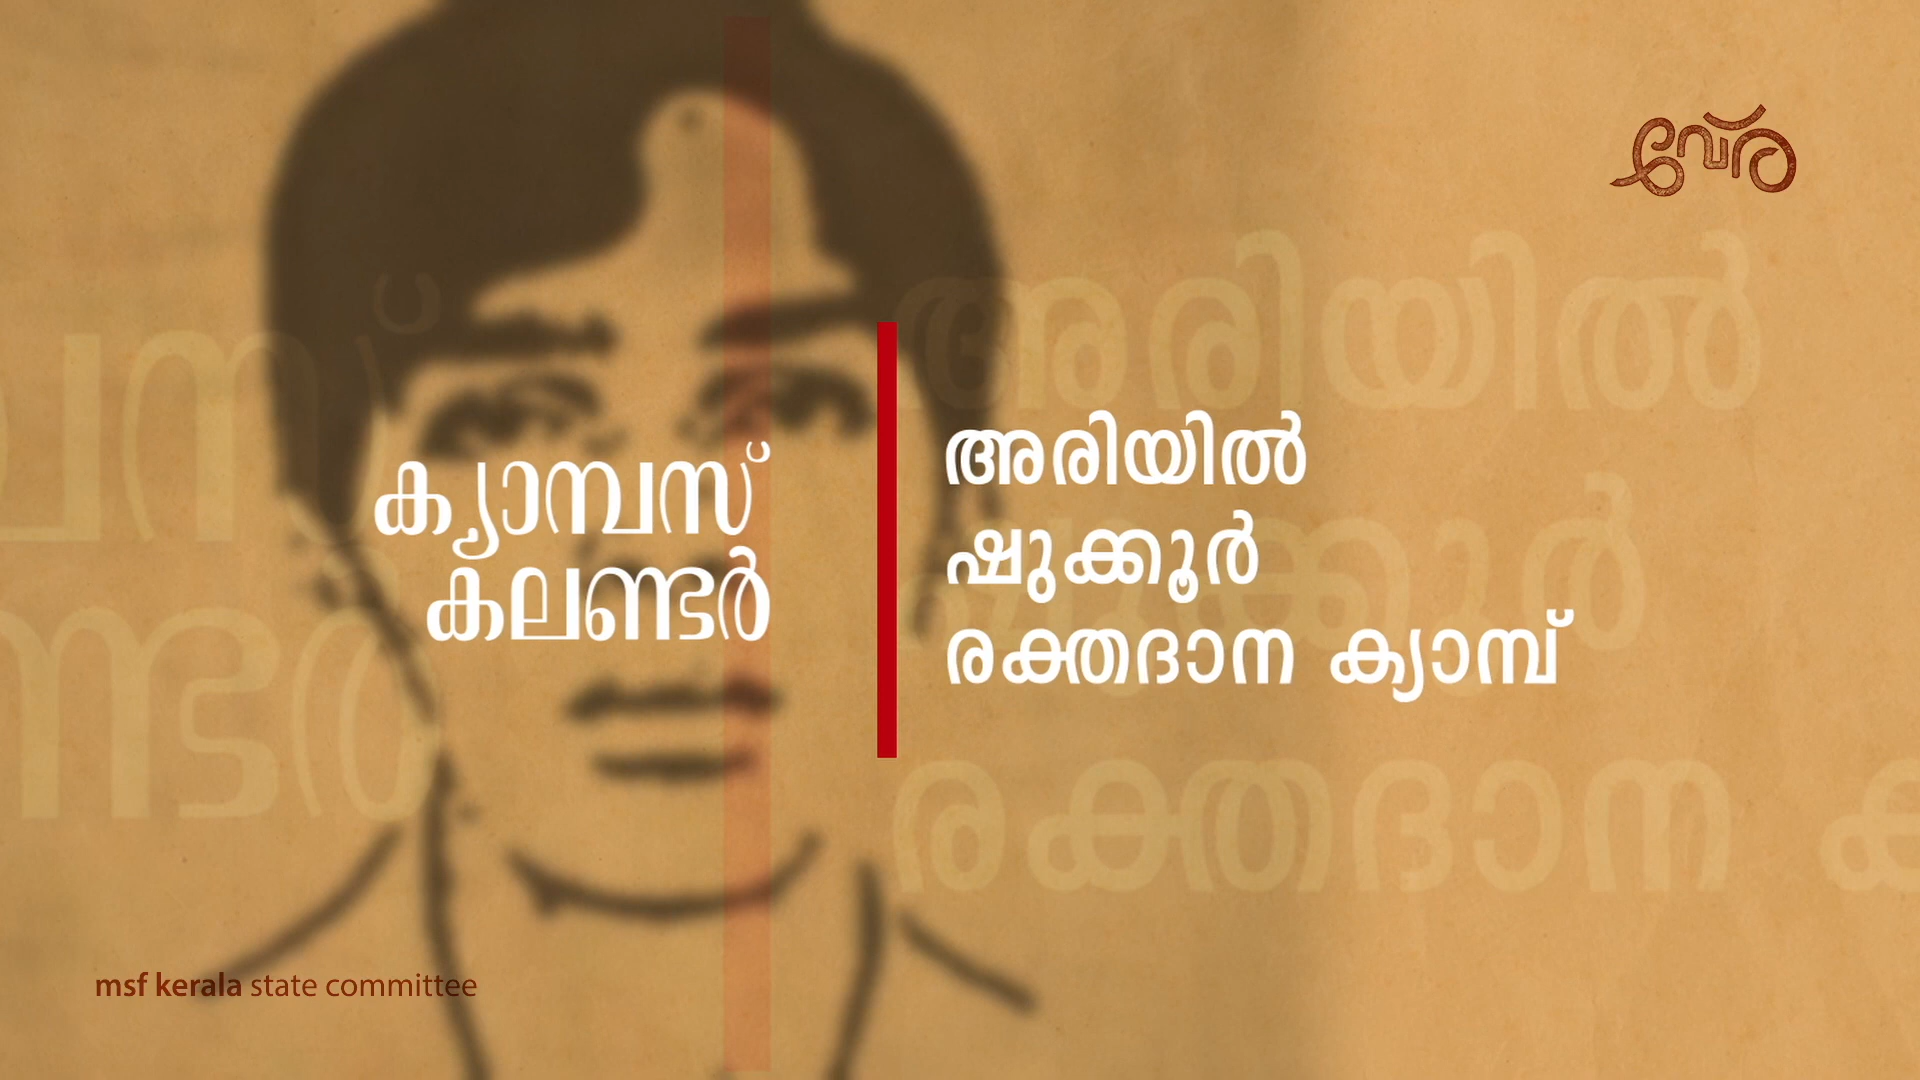 വേര്
ക്യാമ്പസ്
കലണ്ടർ
അരിയിൽ
ഷുക്കൂർ
രക്തദാന ക്യാമ്പ്
msf kerala state committee